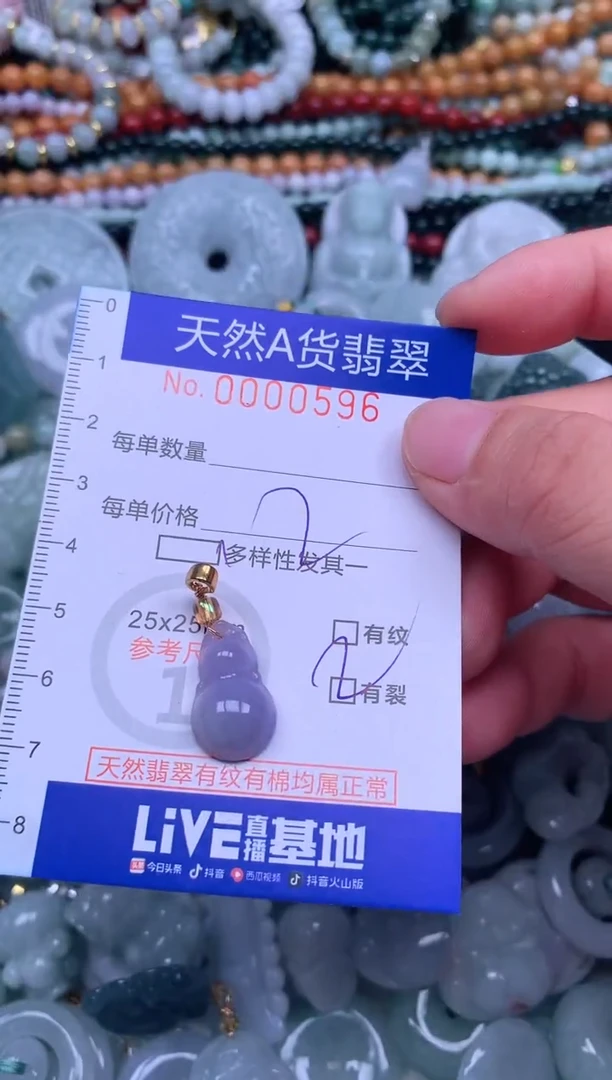 0
天然A货翡翠
No. 0000596
1
2
每单数量
3
每单价格
2
4
多样性发其一
5
25x25
有纹
参考尺
6
有裂
7
天然翡翠有纹有棉均属正常
8
LiVE直播基地
头条 今日头条 抖音 西瓜视频 抖音火山版